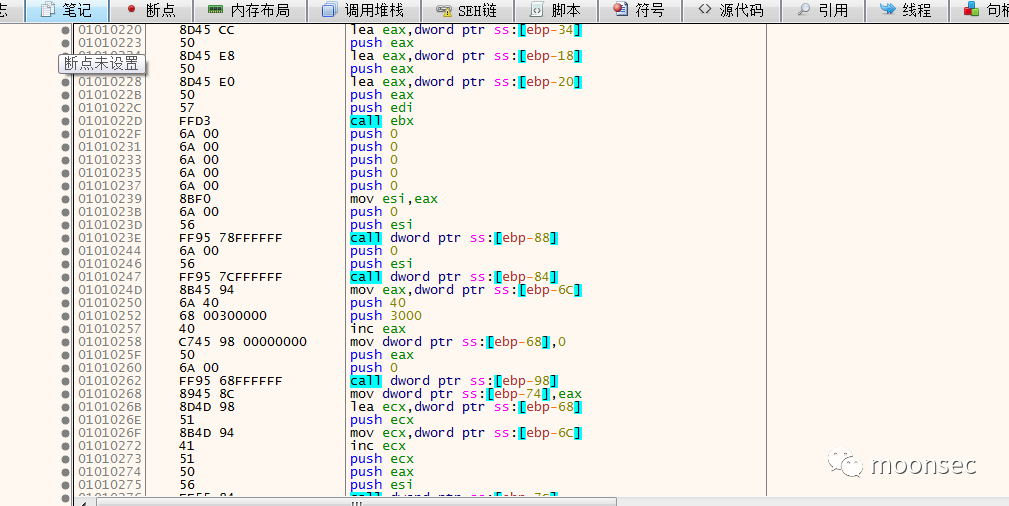 志 笔记 断点 内存布局 调用堆栈 SEH链 脚本 符号 源代码 引用 线程 句柄
01010220 8D45 CC lea eax,dword ptr ss:[ebp-34]
01010223 50 push eax
8D45 E8 lea eax,dword ptr ss:[ebp-18]
断点未设置 50 push eax
01010228 8D45 E0 lea eax,dword ptr ss:[ebp-20]
0101022B 50 push eax
0101022C 57 push edi
0101022D FFD3 call ebx
0101022F 6A 00 push 0
01010231 6A 00 push 0
01010233 6A 00 push 0
01010235 6A 00 push 0
01010237 6A 00 push 0
01010239 8BF0 mov esi,eax
0101023B 6A 00 push 0
0101023D 56 push esi
0101023E FF95 78FFFFFF call dword ptr ss:[ebp-88]
01010244 6A 00 push 0
01010246 56 push esi
01010247 FF95 7CFFFFFF call dword ptr ss:[ebp-84]
0101024D 8B45 94 mov eax,dword ptr ss:[ebp-6C]
01010250 6A 40 push 40
01010252 68 00300000 push 3000
01010257 40 inc eax
01010258 C745 98 00000000 mov dword ptr ss:[ebp-68],0
0101025F 50 push eax
01010260 6A 00 push 0
01010262 FF95 68FFFFFF call dword ptr ss:[ebp-98]
01010268 8945 8C mov dword ptr ss:[ebp-74],eax
0101026B 8D4D 98 lea ecx,dword ptr ss:[ebp-68]
0101026E 51 push ecx
0101026F 8B4D 94 mov ecx,dword ptr ss:[ebp-6C]
01010272 41 inc ecx
01010273 51 push ecx
01010274 50 push eax
01010275 56 push esi
moonsec